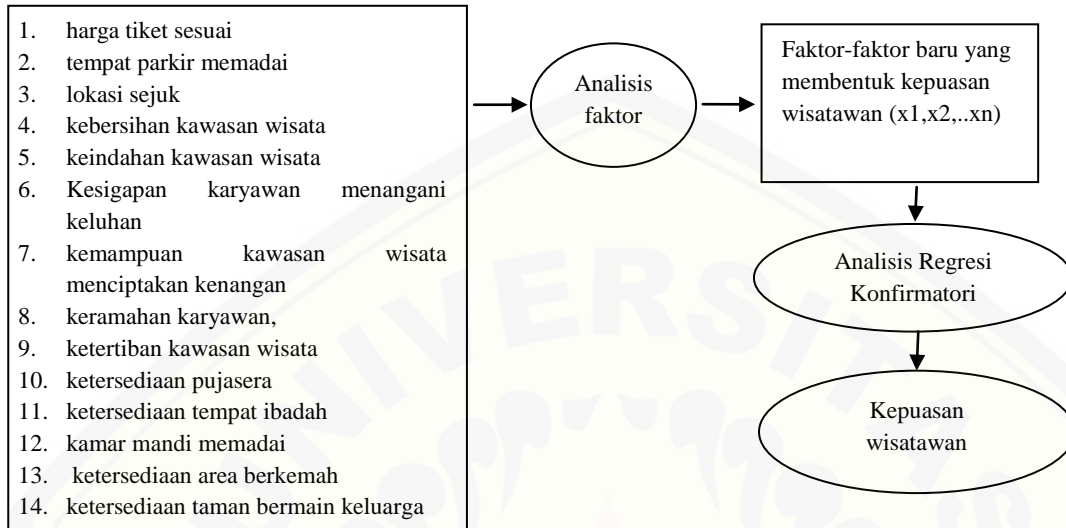 1. harga tiket sesuai
2. tempat parkir memadai
3. lokasi sejuk
4. kebersihan kawasan wisata
5. keindahan kawasan wisata
6. Kesigapan karyawan menangani
keluhan
7. kemampuan kawasan wisata
menciptakan kenangan
8. keramahan karyawan,
9. ketertiban kawasan wisata
10. ketersediaan pujasera
11. ketersediaan tempat ibadah
12. kamar mandi memadai
13. ketersediaan area berkemah
14. ketersediaan taman bermain keluarga
Analisis
faktor
Faktor-faktor baru yang
membentuk kepuasan
wisatawan (x1,x2,..xn)
Analisis Regresi
Konfirmatori
Kepuasan
wisatawan
UNIVERSITAS